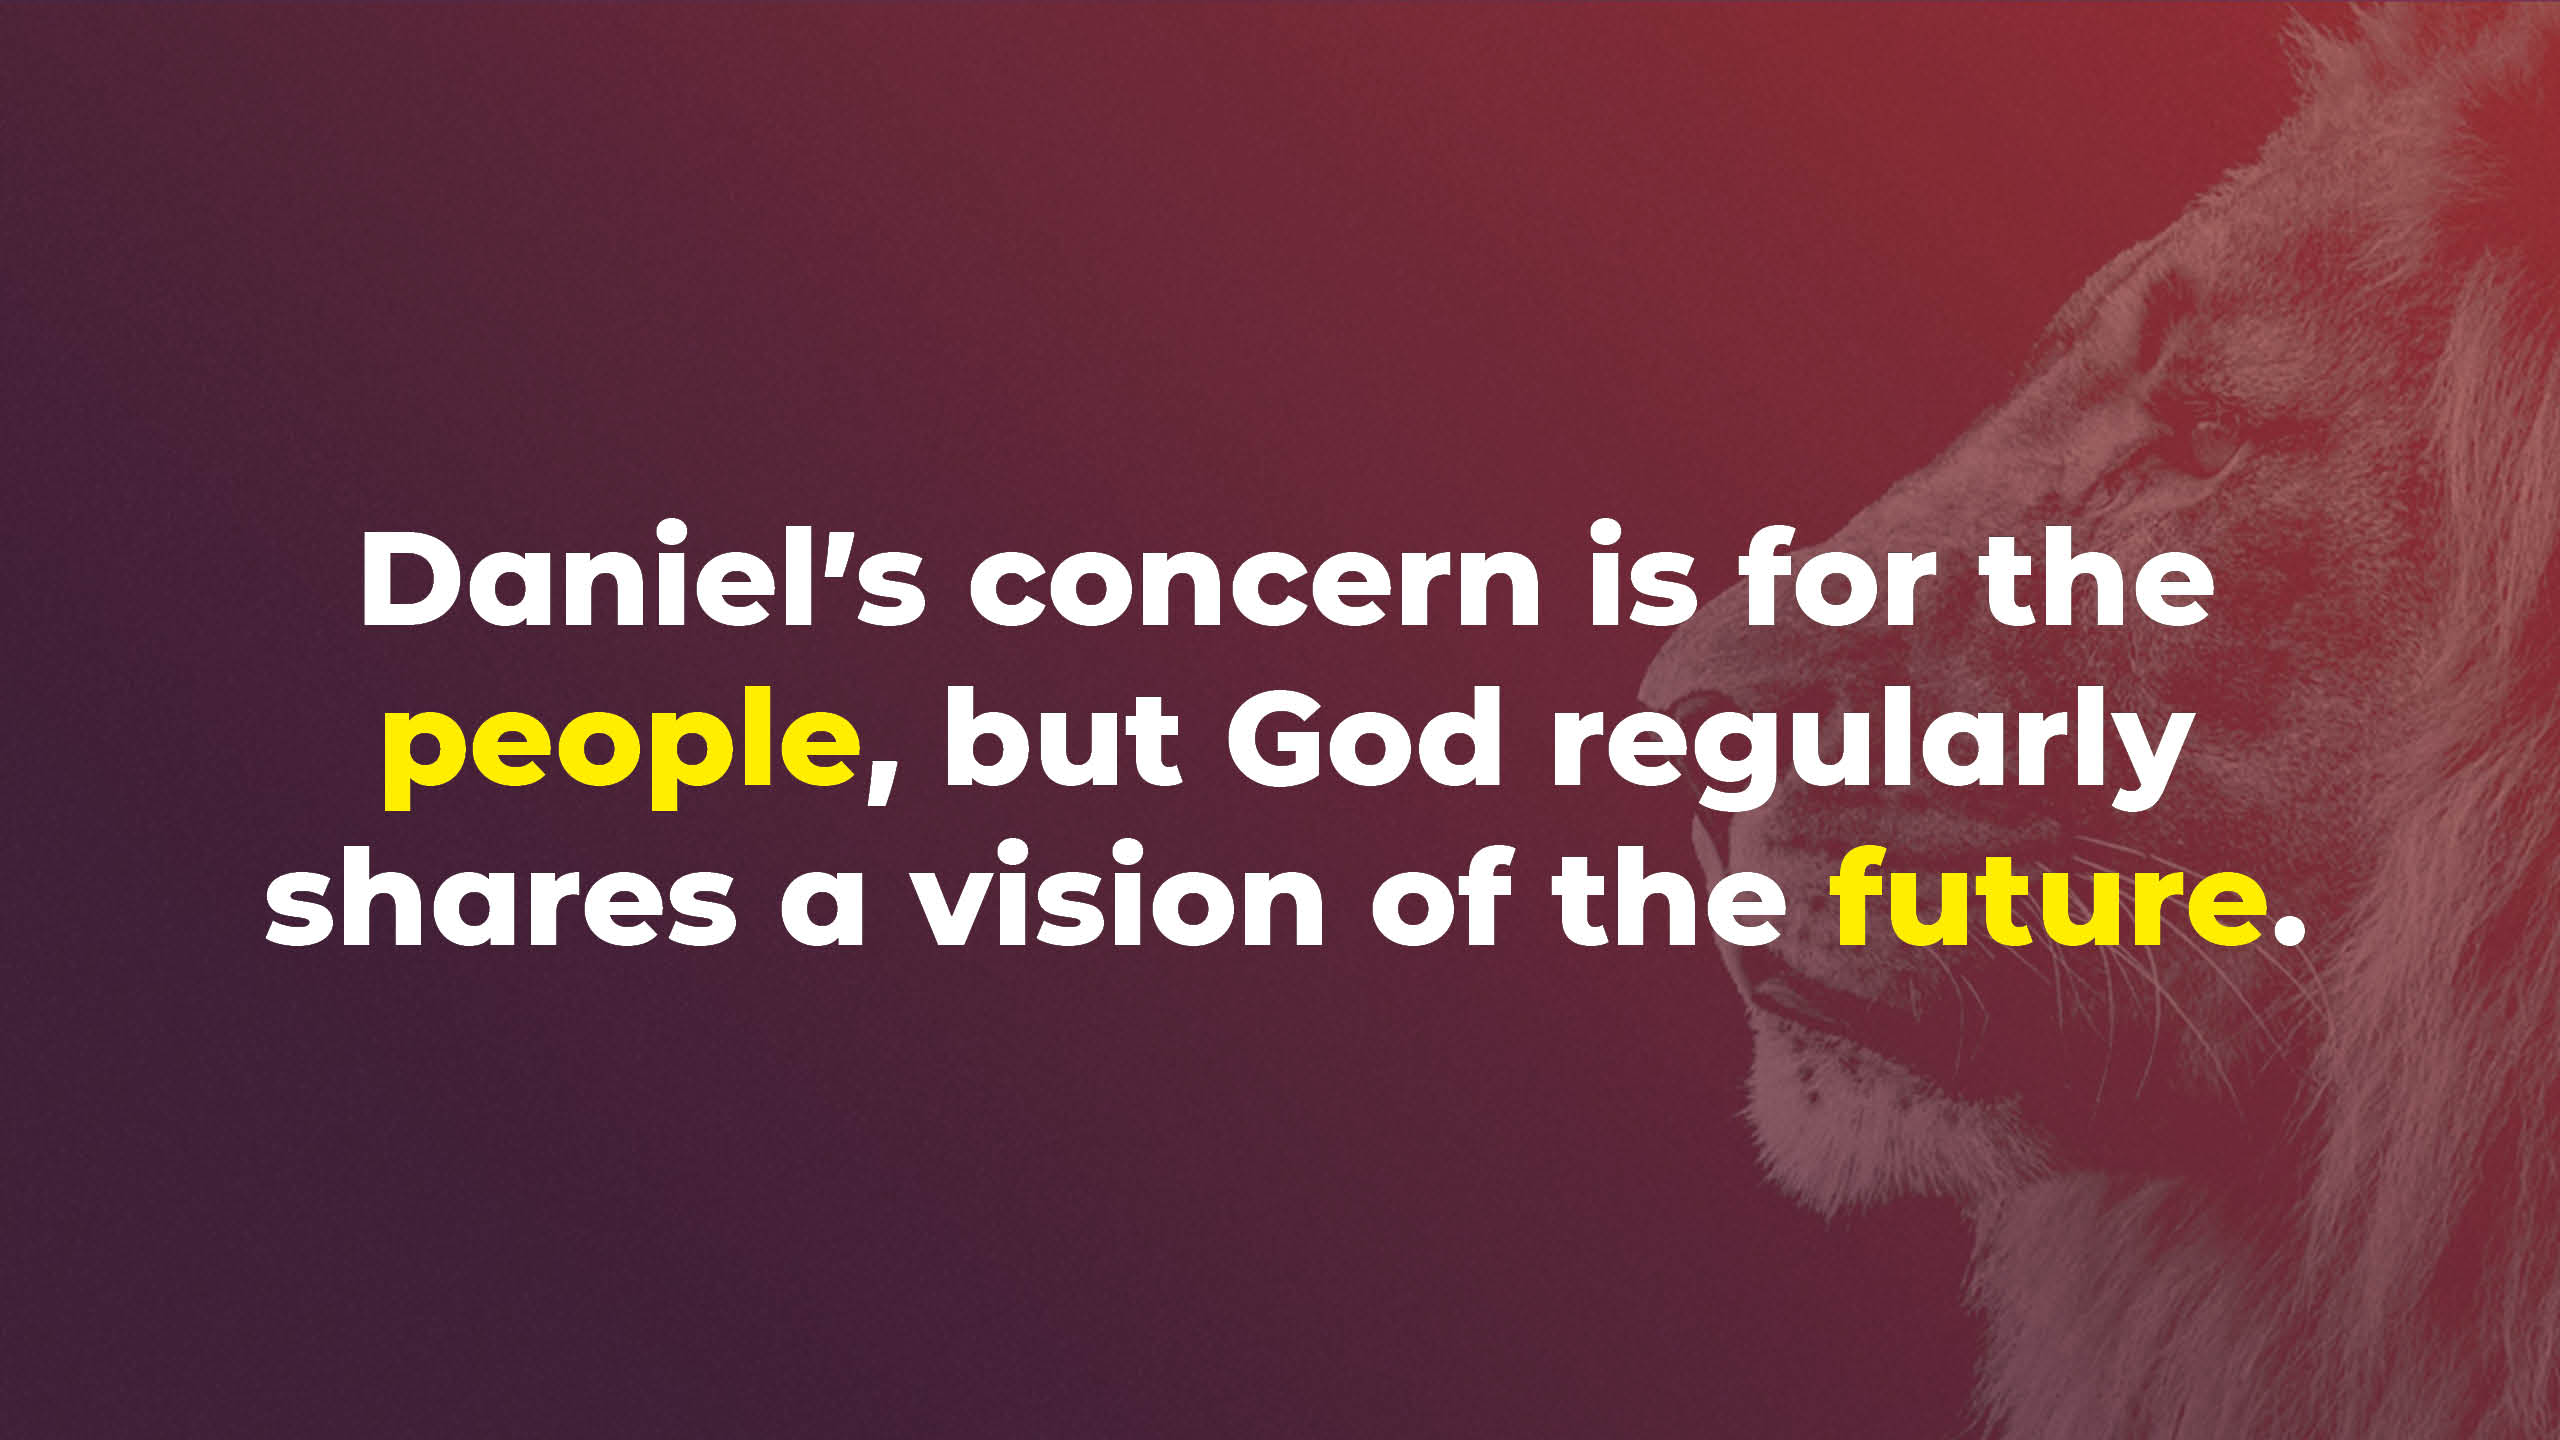 Daniel's concern is for the
people, but God regularly
shares a vision of the future.